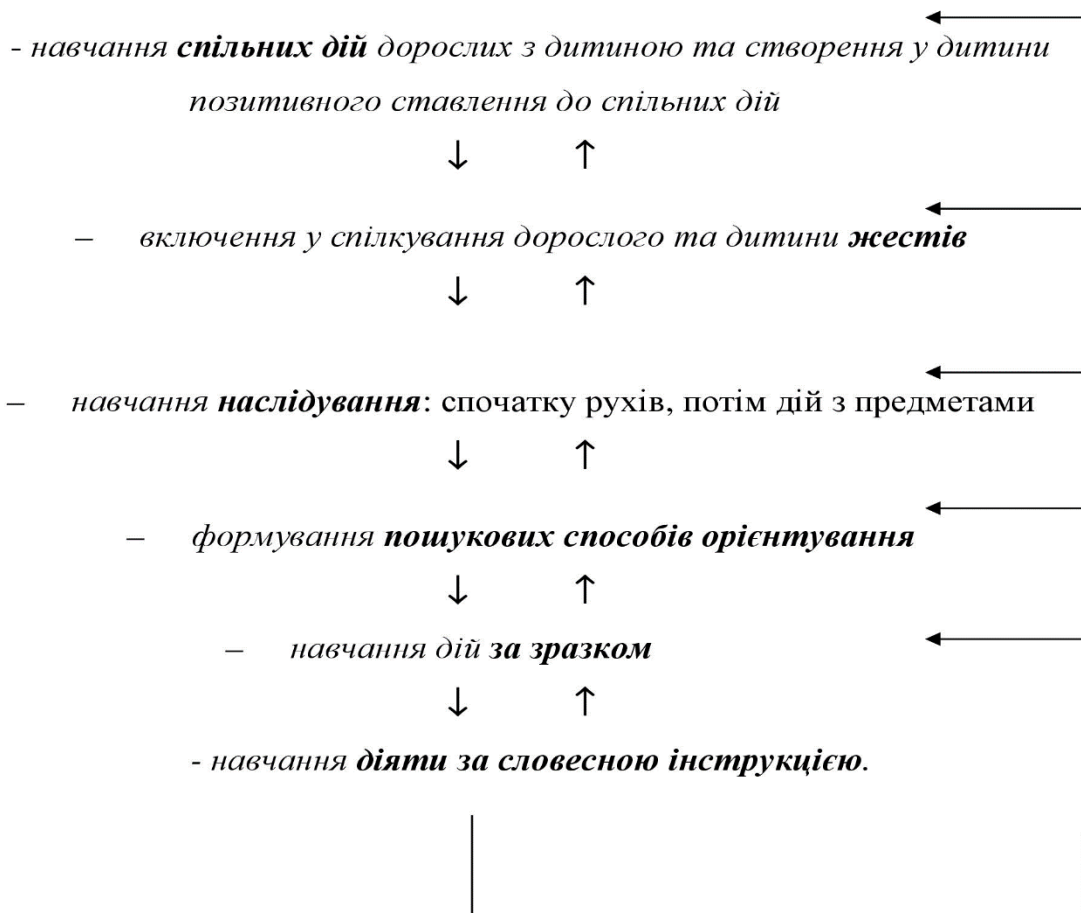 - навчання спільних дій дорослих з дитиною та створення у дитини
позитивного ставлення до спільних дій
↓ ↑
– включення у спілкування дорослого та дитини жестів
↓ ↑
– навчання наслідування: спочатку рухів, потім дій з предметами
↓ ↑
– формування пошукових способів орієнтування
↓ ↑
– навчання дій за зразком
↓ ↑
- навчання діяти за словесною інструкцією.